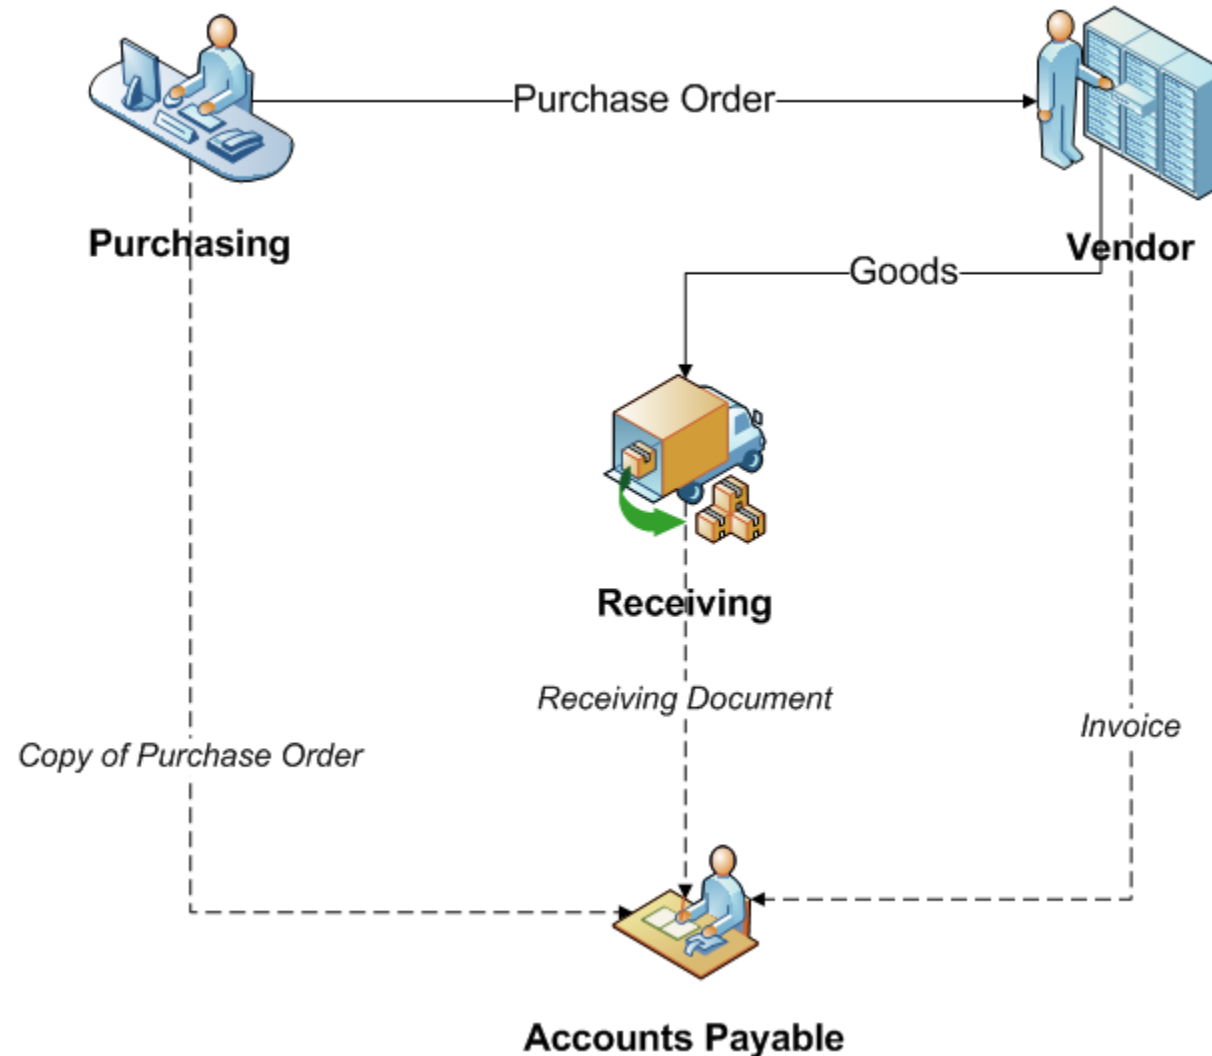 Purchase Order
Purchasing
Vendor
Goods
Receiving
Receiving Document
Invoice
Copy of Purchase Order
Accounts Payable